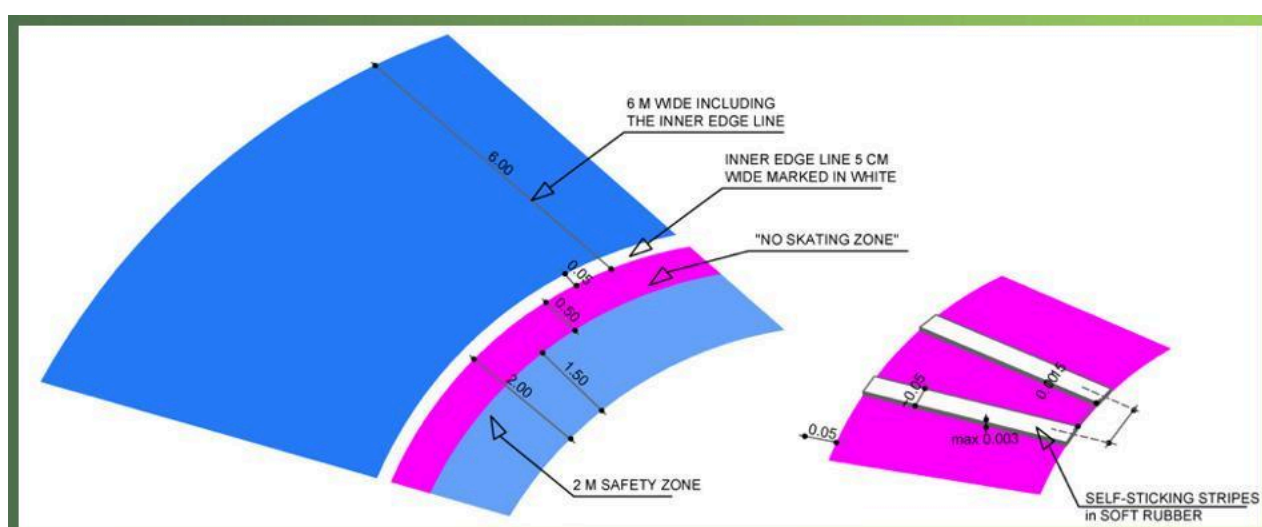 6 M WIDE INCLUDING
THE INNER EDGE LINE
6.00
INNER EDGE LINE 5 CM
WIDE MARKED IN WHITE
"NO SKATING ZONE"
0.05
0.50
1.50
2.00
2 M SAFETY ZONE
0.0015
~0.05
max 0.003
0.05
SELF-STICKING STRIPES
in SOFT RUBBER